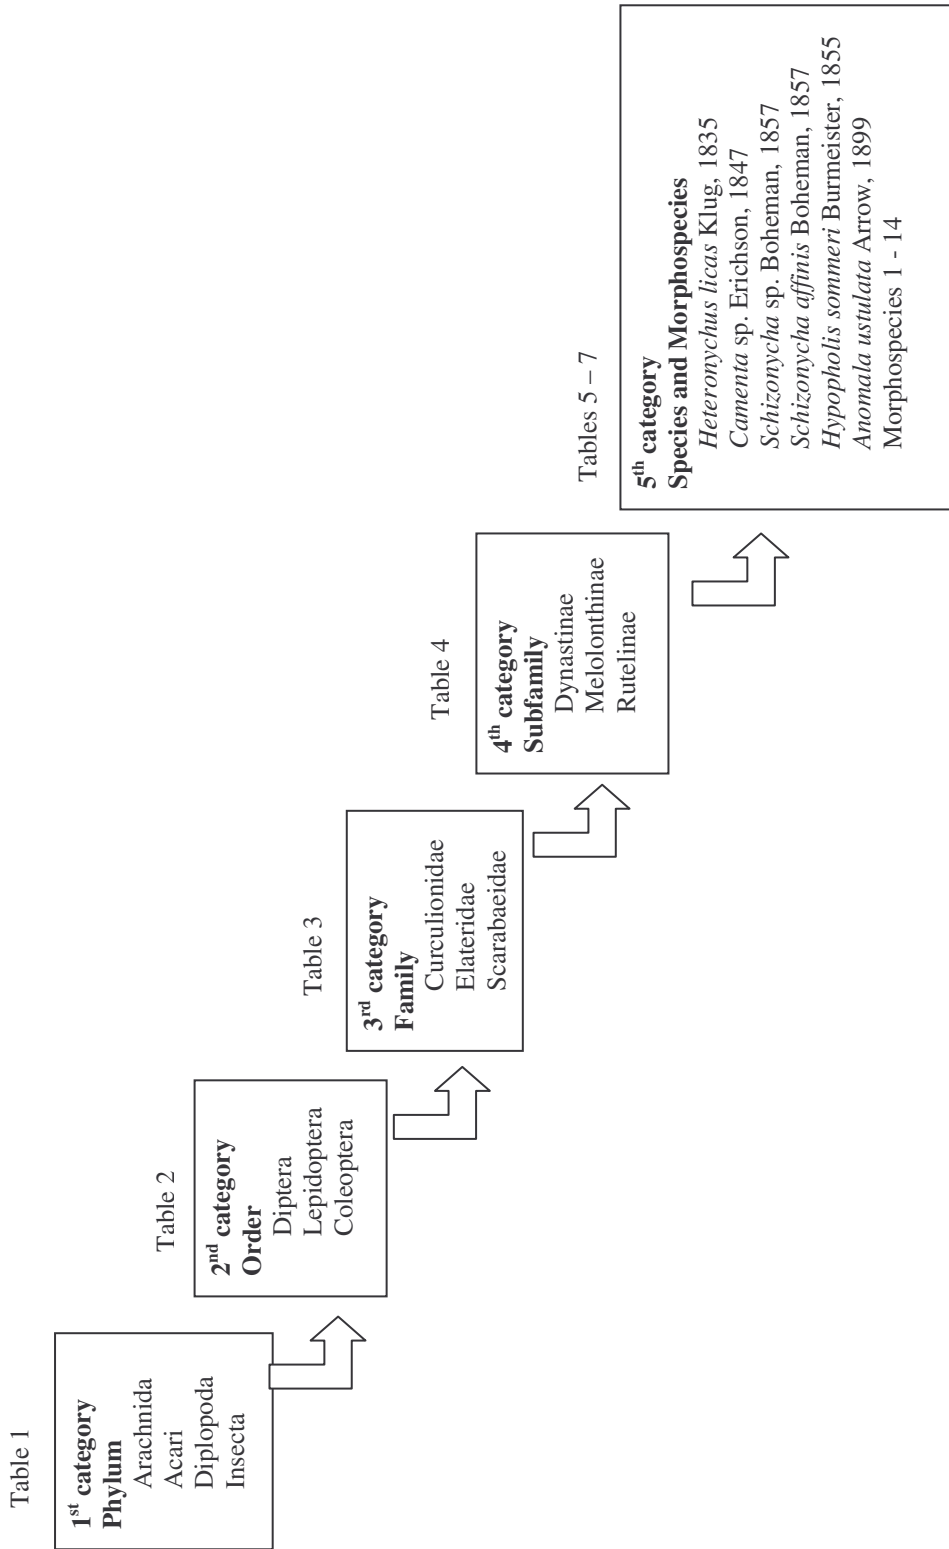 Table 1
1st category
Phylum
Arachnida
Acari
Diplopoda
Insecta
Table 2
2nd category
Order
Diptera
Lepidoptera
Coleoptera
Table 3
3rd category
Family
Curculionidae
Elateridae
Scarabaeidae
Table 4
4th category
Subfamily
Dynastinae
Melolonthinae
Rutelinae
Tables 5 – 7
5th category
Species and Morphospecies
Heteronychus licas Klug, 1835
Camenta sp. Erichson, 1847
Schizonycha sp. Boheman, 1857
Schizonycha affinis Boheman, 1857
Hypopholis sommeri Burmeister, 1855
Anomala ustulata Arrow, 1899
Morphospecies 1 - 14